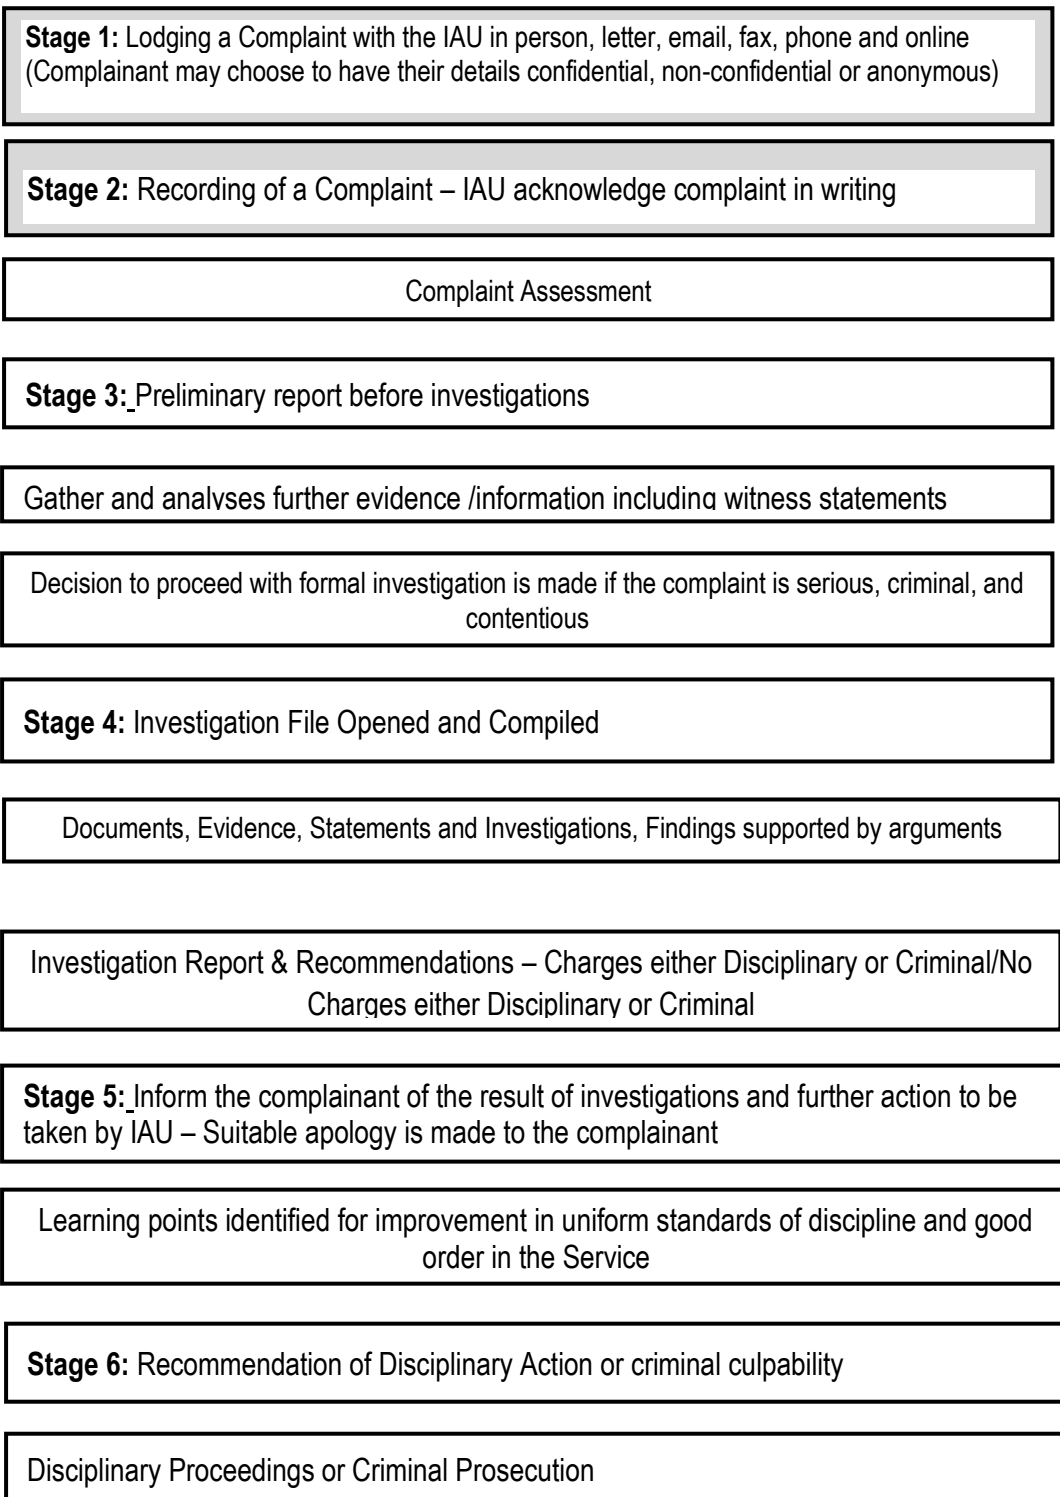 Stage 1: Lodging a Complaint with the IAU in person, letter, email, fax, phone and online
(Complainant may choose to have their details confidential, non-confidential or anonymous)
Stage 2: Recording of a Complaint – IAU acknowledge complaint in writing
Complaint Assessment
Stage 3: Preliminary report before investigations
Gather and analyses further evidence /information including witness statements
Decision to proceed with formal investigation is made if the complaint is serious, criminal, and
contentious
Stage 4: Investigation File Opened and Compiled
Documents, Evidence, Statements and Investigations, Findings supported by arguments
Investigation Report & Recommendations – Charges either Disciplinary or Criminal/No
Charges either Disciplinary or Criminal
Stage 5: Inform the complainant of the result of investigations and further action to be
taken by IAU – Suitable apology is made to the complainant
Learning points identified for improvement in uniform standards of discipline and good
order in the Service
Stage 6: Recommendation of Disciplinary Action or criminal culpability
Disciplinary Proceedings or Criminal Prosecution